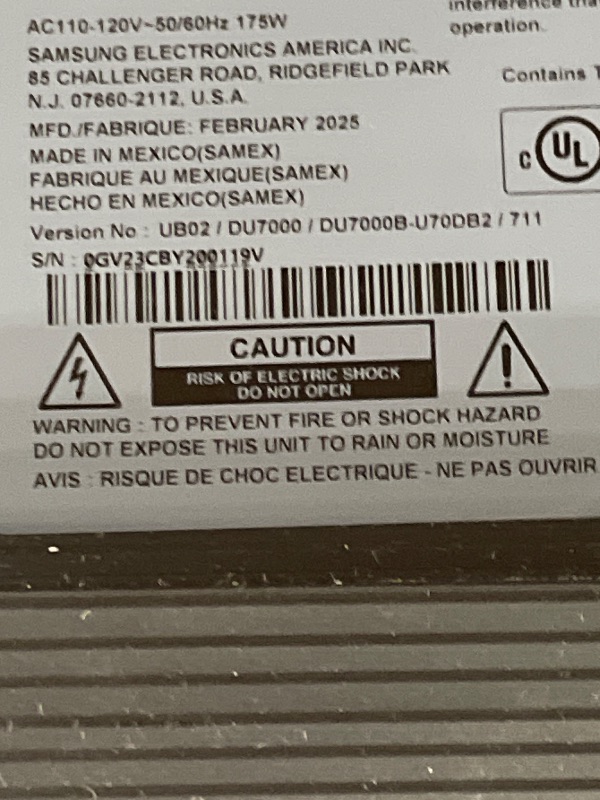 AC110-120V~50/60Hz 175W
SAMSUNG ELECTRONICS AMERICA INC.
85 CHALLENGER ROAD, RIDGEFIELD PARK
N.J. 07660-2112, U.S.A.
MFD./FABRIQUE: FEBRUARY 2025
MADE IN MEXICO(SAMEX)
FABRIQUE AU MEXIQUE(SAMEX)
HECHO EN MEXICO(SAMEX)
Version No : UB02 / DU7000 / DU7000B-U70DB2 / 711
S/N : 0GV23CBY200119V
interference
operation.
Contains
C UL
CAUTION
RISK OF ELECTRIC SHOCK
DO NOT OPEN
WARNING : TO PREVENT FIRE OR SHOCK HAZARD
DO NOT EXPOSE THIS UNIT TO RAIN OR MOISTURE
AVIS : RISQUE DE CHOC ELECTRIQUE - NE PAS OUVRIR